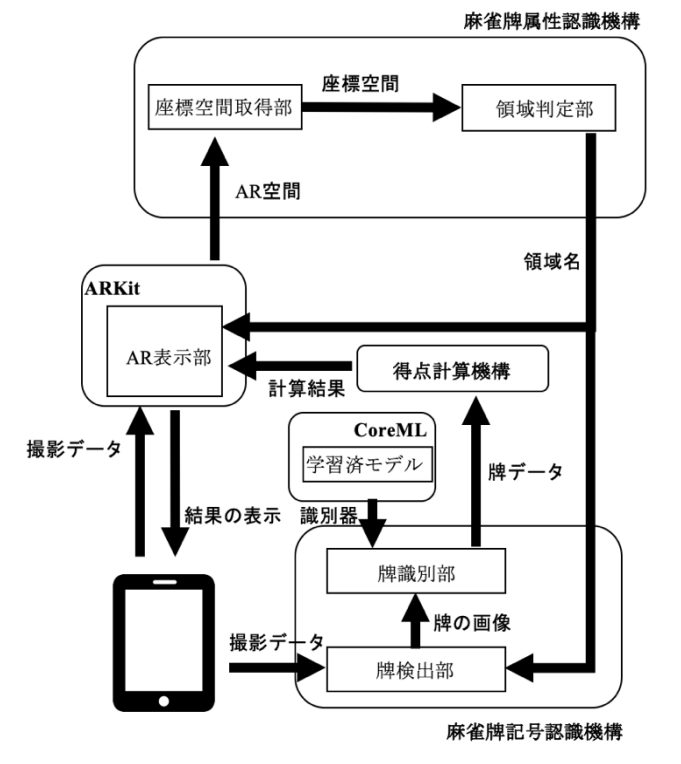 麻雀牌属性認識機構
座標空間
座標空間取得部
領域判定部
AR空間
領域名
ARKit
AR表示部
得点計算機構
計算結果
CoreML
学習済モデル
撮影データ
牌データ
結果の表示
識別器
牌識別部
牌の画像
撮影データ
牌検出部
麻雀牌記号認識機構